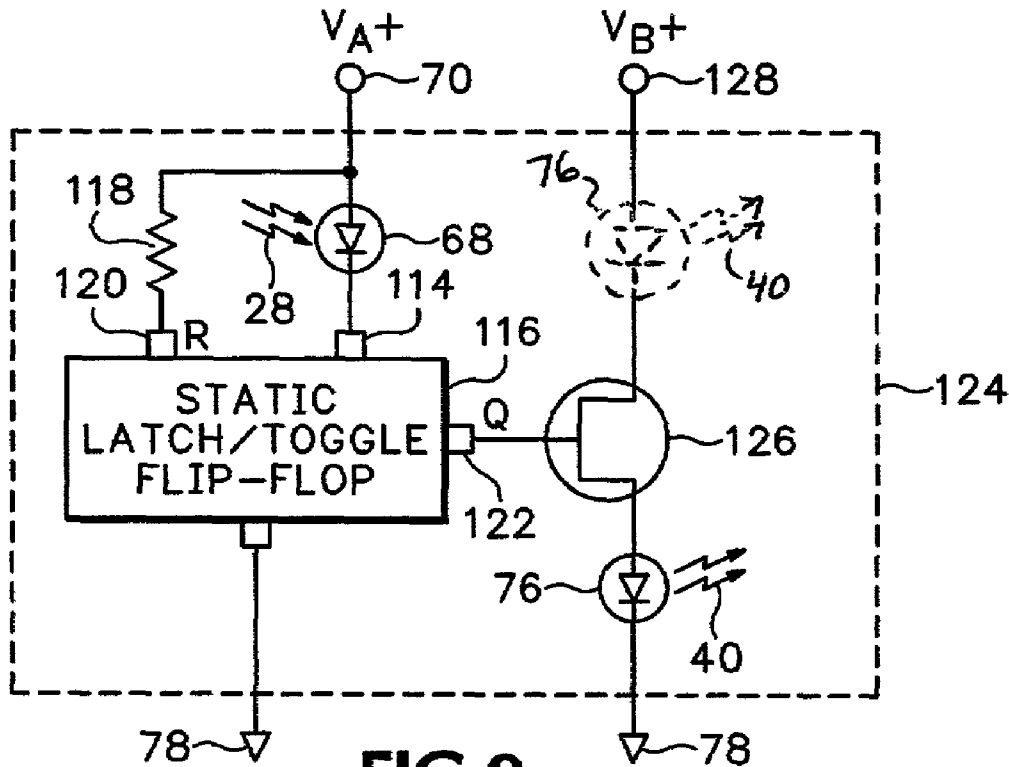 VA+ VB+
70 128
118 76
68
120 28 114 40
R 116
STATIC
LATCH/TOGGLE
FLIP-FLOP
Q 124
126
122
76
40
78 78